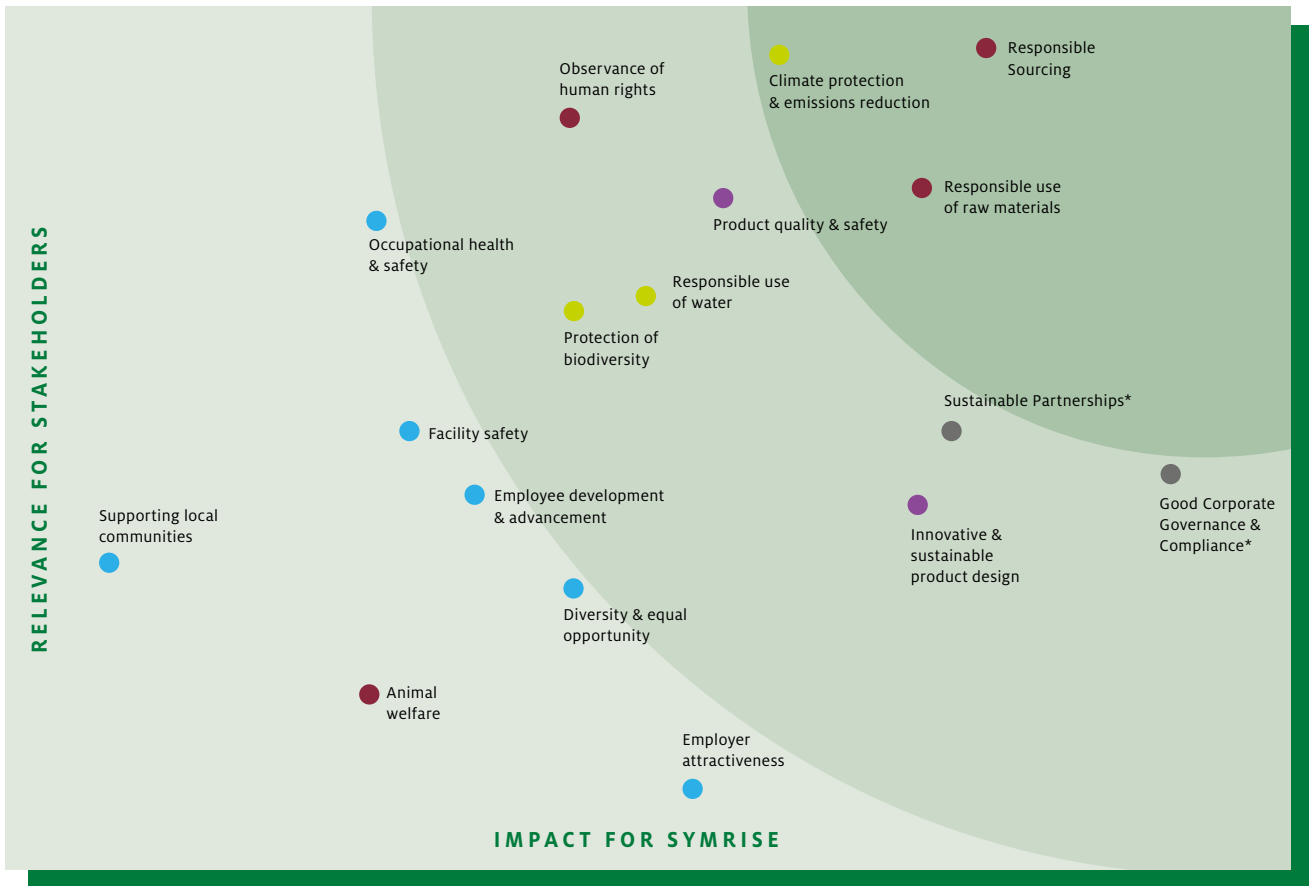 Responsible
Sourcing
Observance of
human rights
Climate protection
& emissions reduction
Responsible use
of raw materials
Product quality & safety
Occupational health
& safety
Responsible use
of water
Protection of
biodiversity
Sustainable Partnerships*
Facility safety
Employee development
& advancement
Good Corporate
Governance &
Compliance*
Supporting local
communities
Innovative &
sustainable
product design
Diversity & equal
opportunity
Animal
welfare
Employer
attractiveness
RELEVANCE FOR STAKEHOLDERS
IMPACT FOR SYMRISE